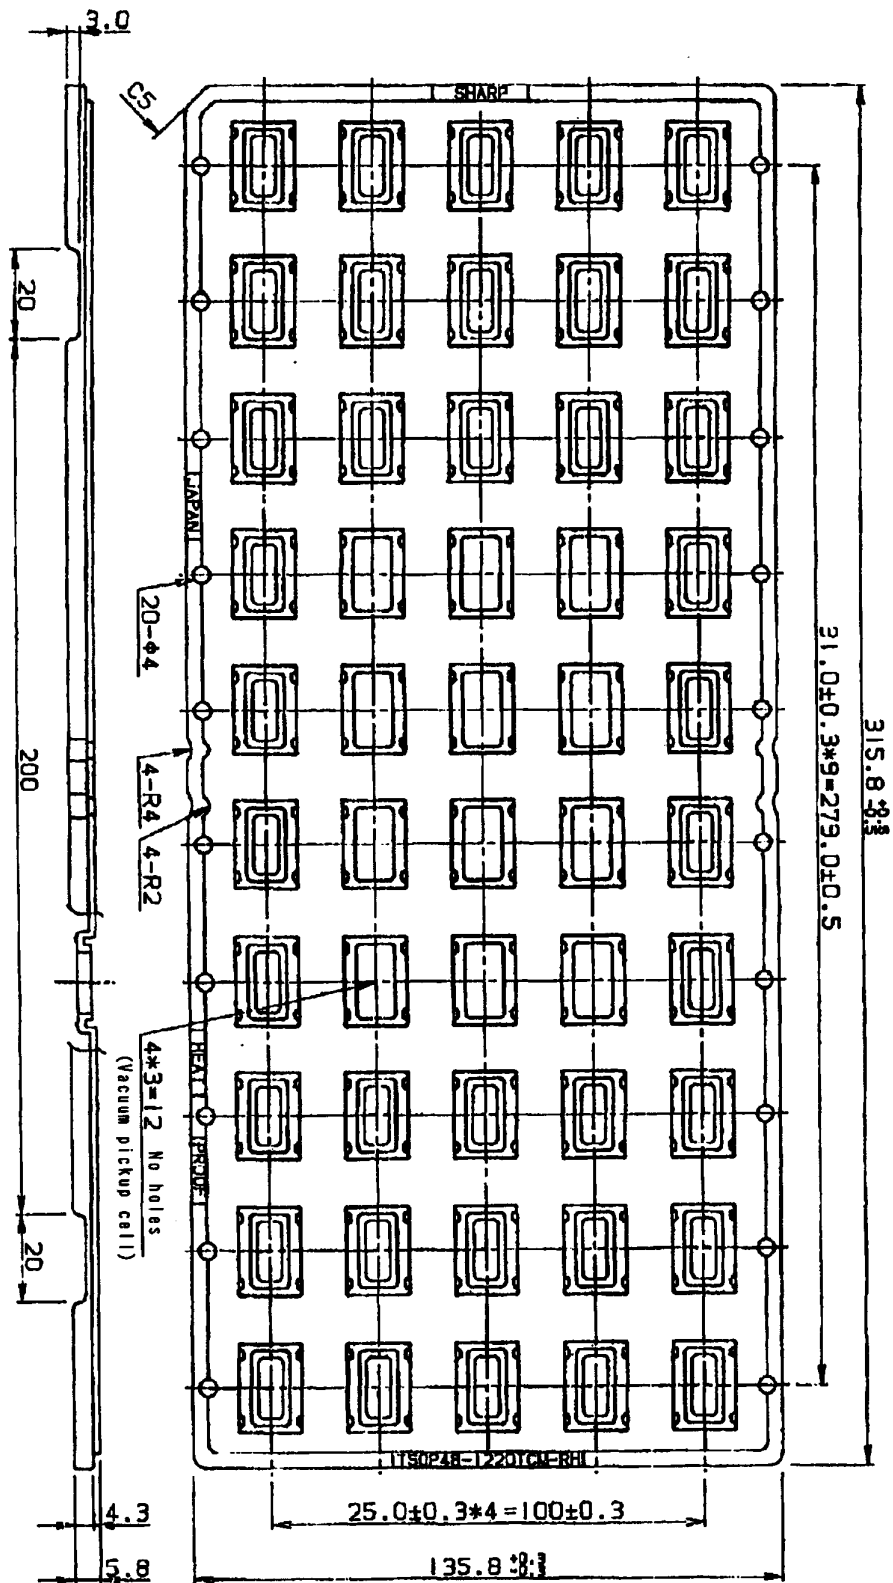 3.0
C5
SHARP
20
JAPAN
20-φ4
200
4-R4
4-R2
31.0±0.3*9=279.0±0.5
315.8
4*3=12 No holes
(Vacuum pickup cell)
HEAT
PROOF
20
TSOP48-1220TCM-RH
4.3
25.0±0.3*4=100±0.3
5.8
135.8